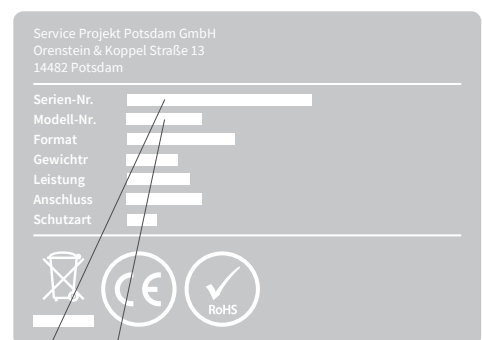 Service Projekt Potsdam GmbH
Orenstein & Koppel Straße 13
14482 Potsdam
Serien-Nr.
Modell-Nr.
Format
Gewichtr
Leistung
Anschluss
Schutzart
CE
RoHS